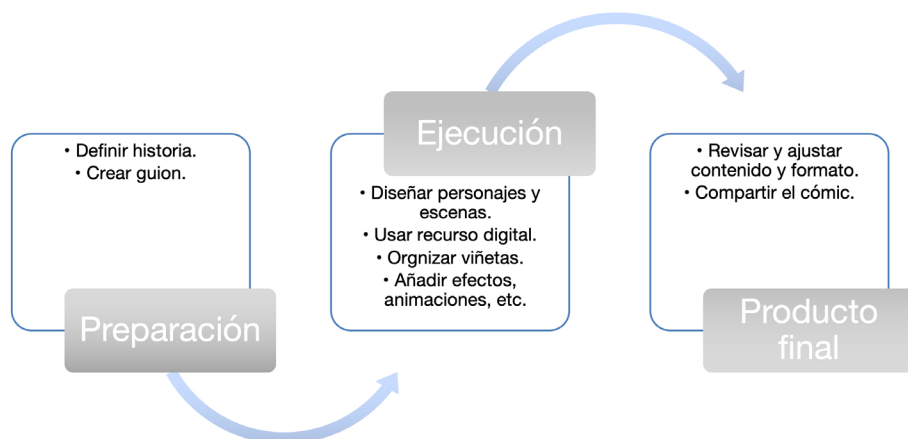 • Definir historia.
• Crear guion.
Preparación
Ejecución
• Diseñar personajes y
escenas.
• Usar recurso digital.
• Orgnizar viñetas.
• Añadir efectos,
animaciones, etc.
• Revisar y ajustar
contenido y formato.
• Compartir el cómic.
Producto
final